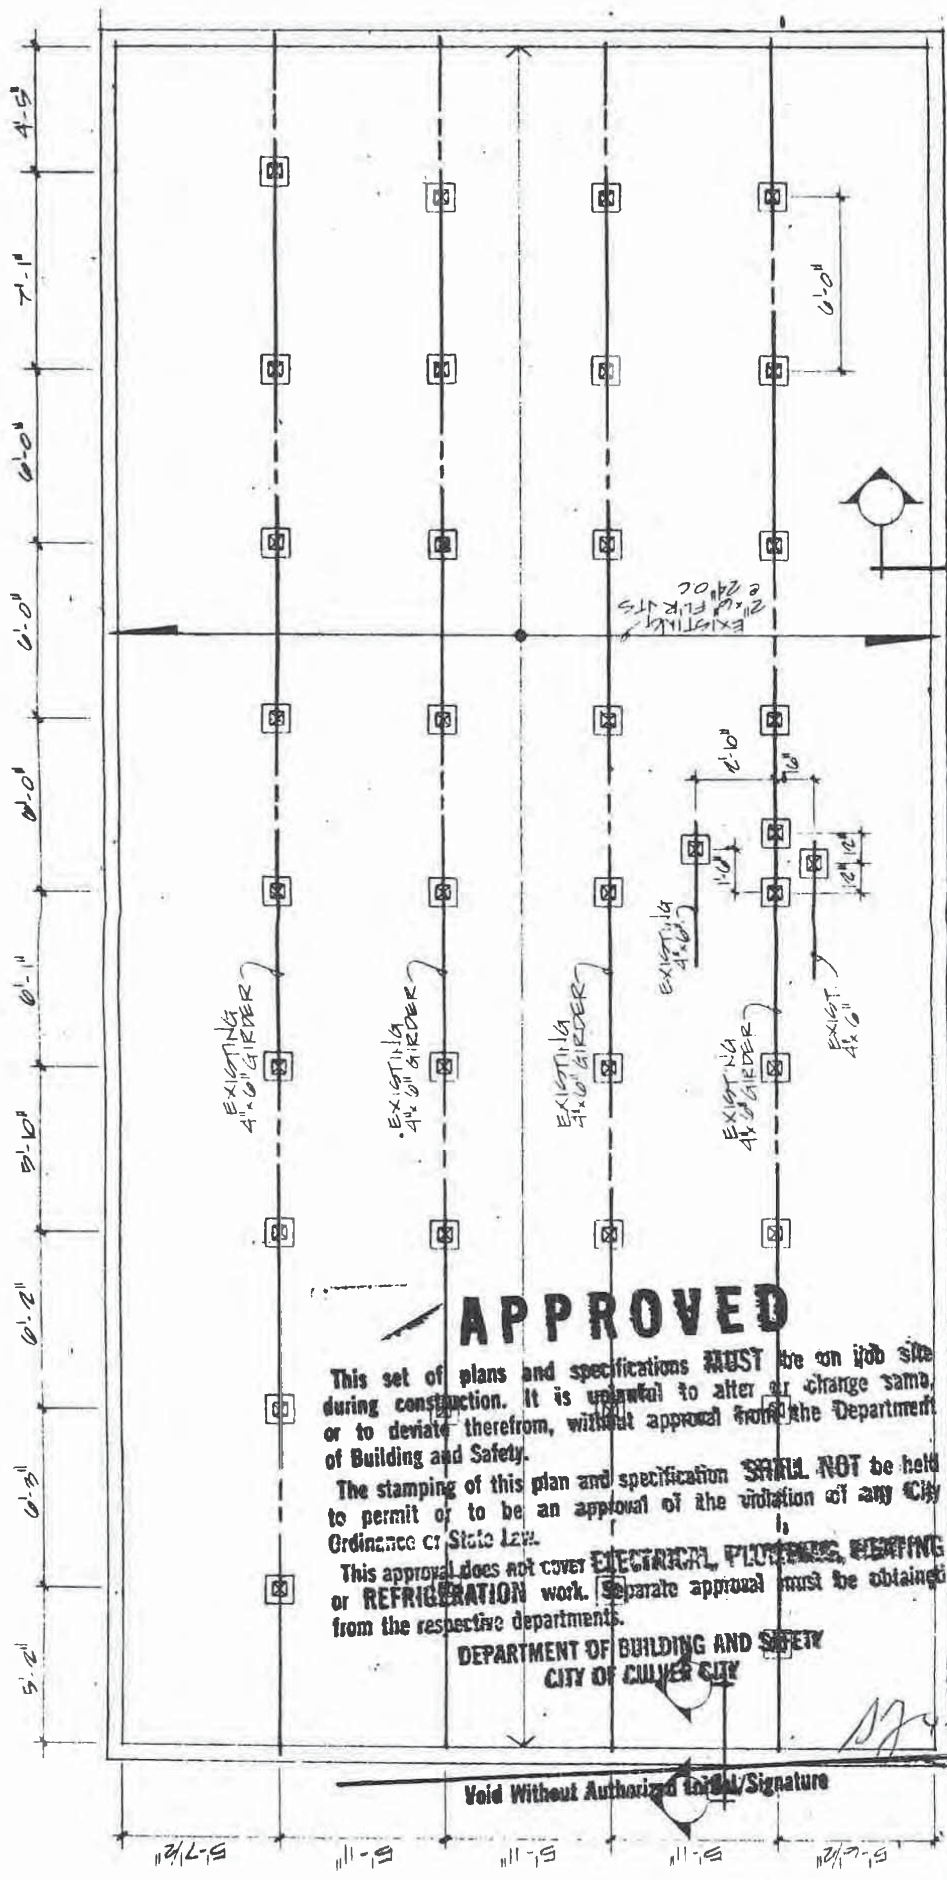 4'-5"
7'-1"
6'-0"
6'-0"
6'-0"
6'-1"
5'-10"
6'-2"
6'-3"
5'-2"
6'-0"
EXISTING
2"x6" FL'R JTS
@ 24" O.C
2'-10"
1'-6"
12"
12"
EXISTING
4"x6"
EXIST.
4"x6"
EXISTING
4"x6" GIRDER
EXISTING
4"x6" GIRDER
EXISTING
4"x6" GIRDER
EXISTING
4"x6" GIRDER
APPROVED
This set of plans and specifications MUST be on job site
during construction. It is unlawful to alter or change same,
or to deviate therefrom, without approval from the Department
of Building and Safety.
The stamping of this plan and specification SHALL NOT be held
to permit or to be an approval of the violation of any City
Ordinance or State Law.
This approval does not cover ELECTRICAL, PLUMBING, HEATING
or REFRIGERATION work. Separate approval must be obtained
from the respective departments.
DEPARTMENT OF BUILDING AND SAFETY
CITY OF CULVER CITY
Void Without Authorized Initial/Signature
5'-7 1/2"
5'-11"
5'-11"
5'-11"
5'-6 1/2"